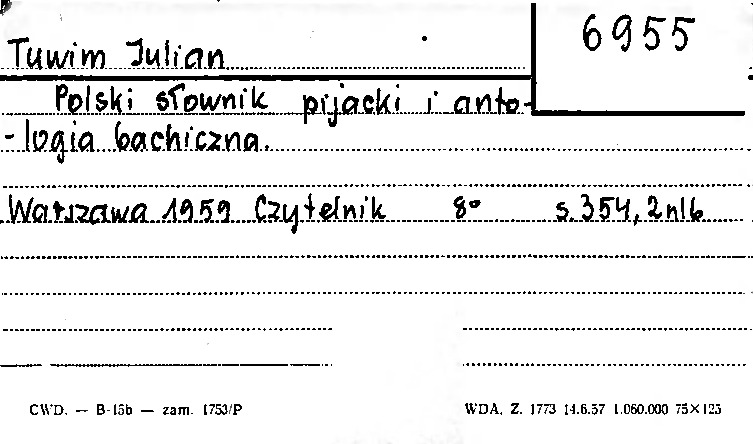 6955
Tuwim Julian
Polski słownik pijacki i anto-
-logia bachiczna.
Warszawa 1959 Czytelnik 8° s. 354, 2nlb
CWD. — B-15b — zam. 1753/P
WDA, Z. 1773 14.6.57 1.060.000 75×125